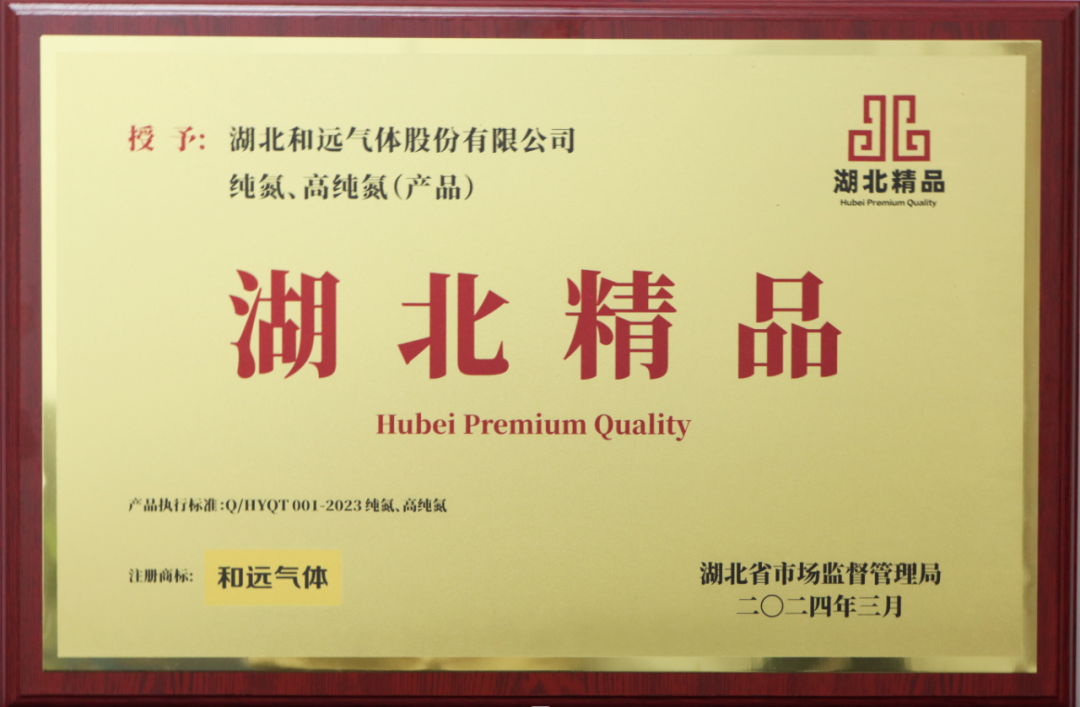 授 予: 湖北和远气体股份有限公司
纯氮、高纯氮(产品)
湖北精品
Hubei Premium Quality
湖北精品
Hubei Premium Quality
产品执行标准:Q/HYQT 001-2023 纯氮、高纯氮
注册商标: 和远气体
湖北省市场监督管理局
二〇二四年三月